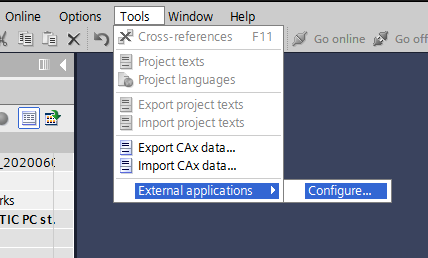 Online Options Tools Window Help
Cross-references F11
Go online Go off
Project texts
Project languages
Export project texts
Import project texts
_2020060
Export CAx data...
Import CAx data...
External applications Configure...
rks
TIC PC st.